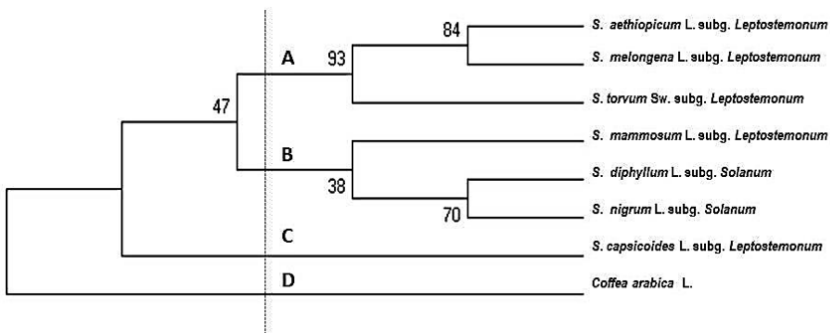 84
S. aethiopicum L. subg. Leptostemonum
A
93
S. melongena L. subg. Leptostemonum
47
S. torvum Sw. subg. Leptostemonum
S. mammosum L. subg. Leptostemonum
B
38
S. diphyllum L. subg. Solanum
70
S. nigrum L. subg. Solanum
C
S. capsicoides L. subg. Leptostemonum
D
Coffea arabica L.